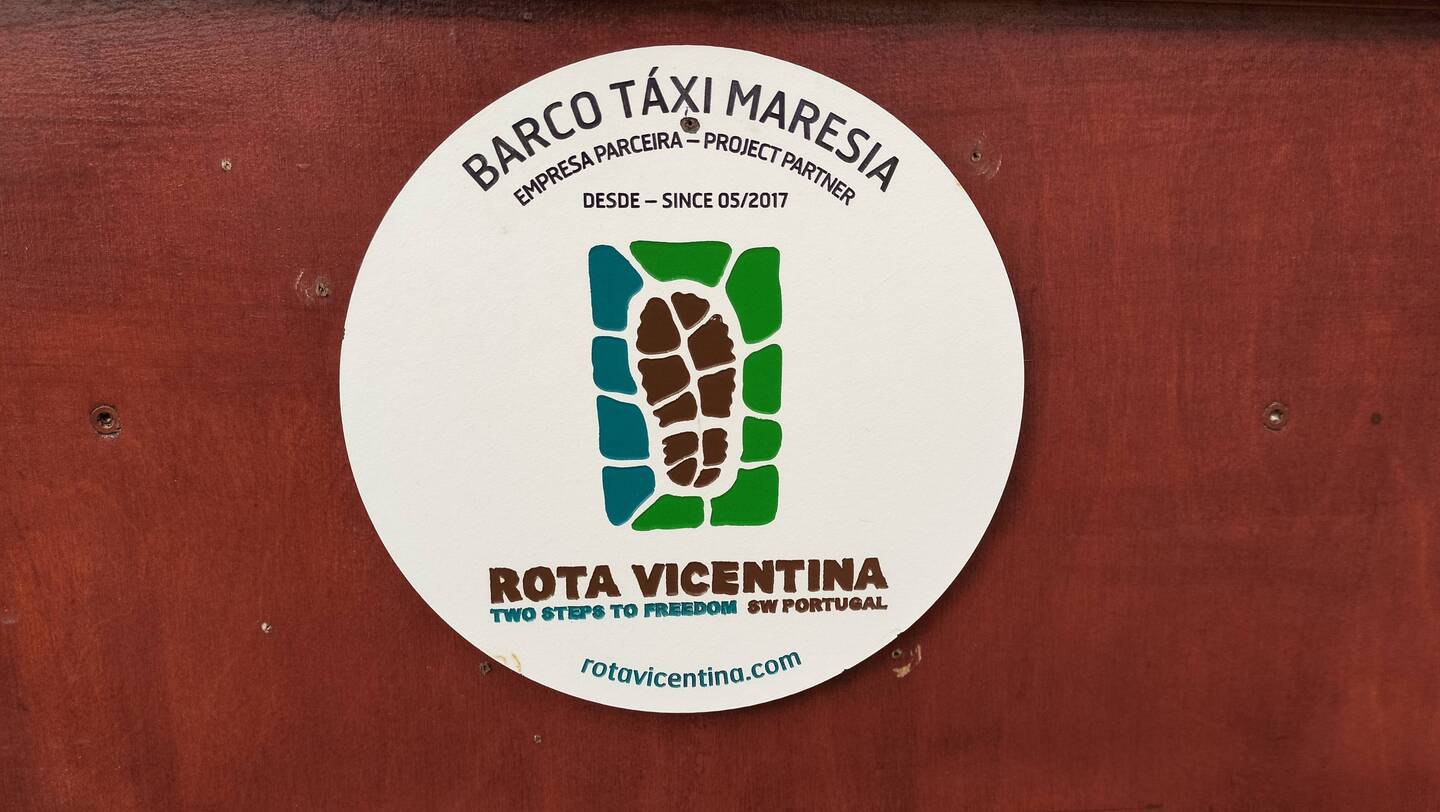 BARCO TÁXI MARESIA
EMPRESA PARCEIRA – PROJECT PARTNER
DESDE – SINCE 05/2017
ROTA VICENTINA
TWO STEPS TO FREEDOM SW PORTUGAL
rotavicentina.com